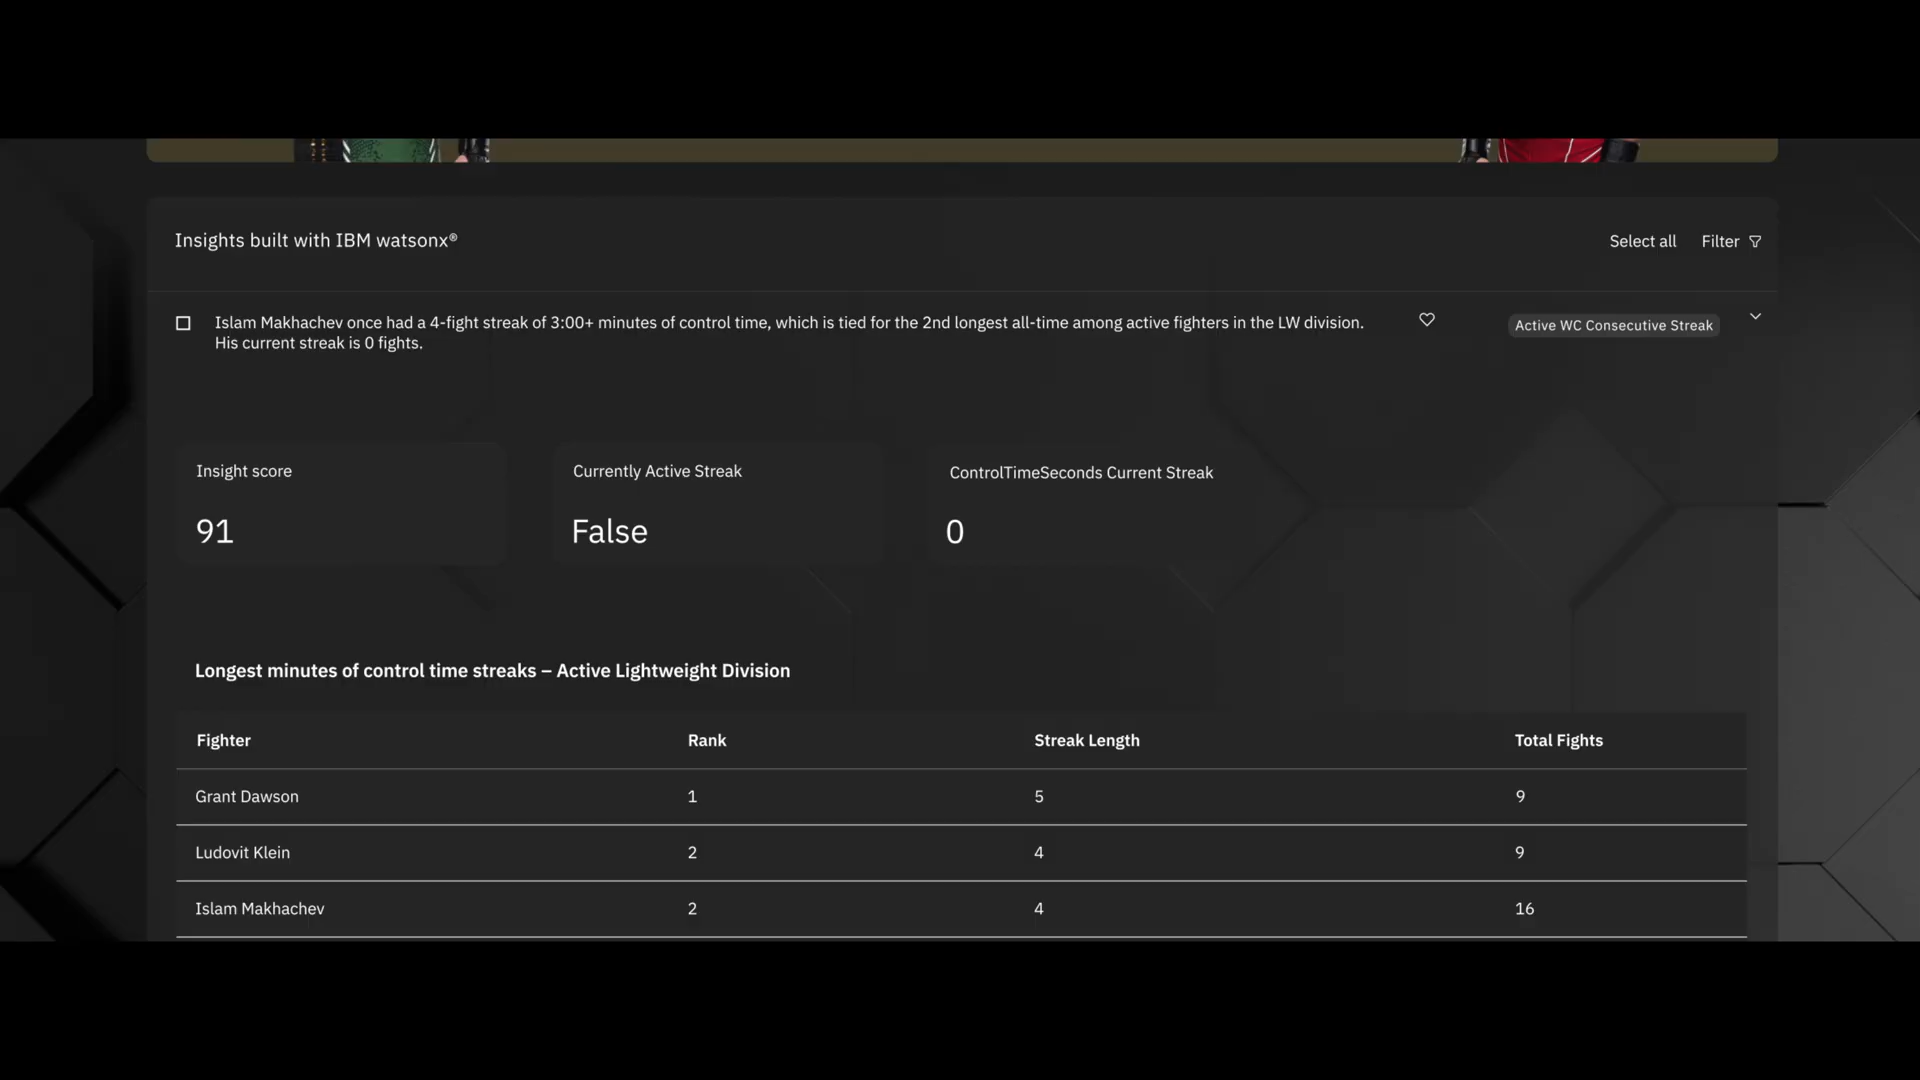 Insights built with IBM watsonx®
Select all
Filter
Islam Makhachev once had a 4-fight streak of 3:00+ minutes of control time, which is tied for the 2nd longest all-time among active fighters in the LW division.
His current streak is 0 fights.
Active WC Consecutive Streak
Insight score
Currently Active Streak
ControlTimeSeconds Current Streak
91
False
0
Longest minutes of control time streaks – Active Lightweight Division
Fighter Rank Streak Length Total Fights
Grant Dawson 1 5 9
Ludovit Klein 2 4 9
Islam Makhachev 2 4 16